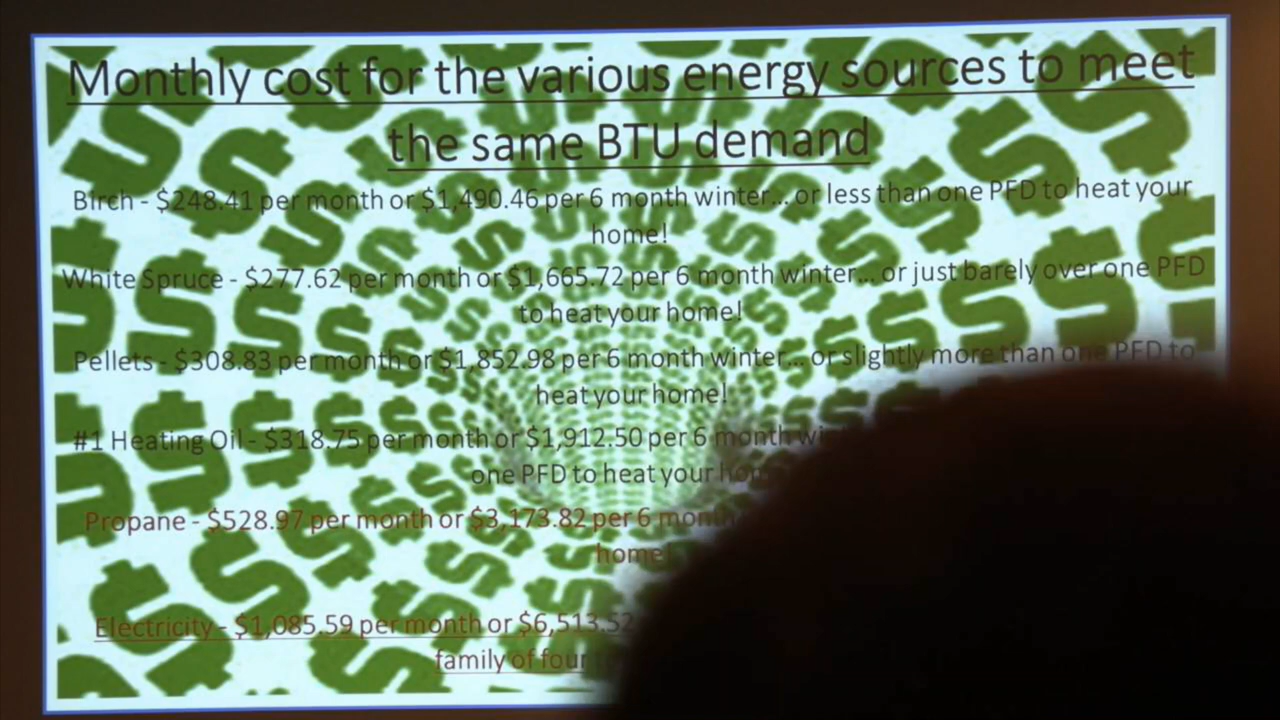 Monthly cost for the various energy sources to meet
the same BTU demand
Birch - $248.41 per month or $1,490.46 per 6 month winter... or less than one PFD to heat your
home!
White Spruce - $277.62 per month or $1,665.72 per 6 month winter... or just barely over one PFD
to heat your home!
Pellets - $308.83 per month or $1,852.98 per 6 month winter... or slightly more than one PFD to
heat your home!
#1 Heating Oil - $318.75 per month or $1,912.50 per 6 month
one PFD to heat your
Propane - $528.97 per month or $3,173.82 per 6
home!
Electricity - $1,085.59 per month or $6,513.52
family of four